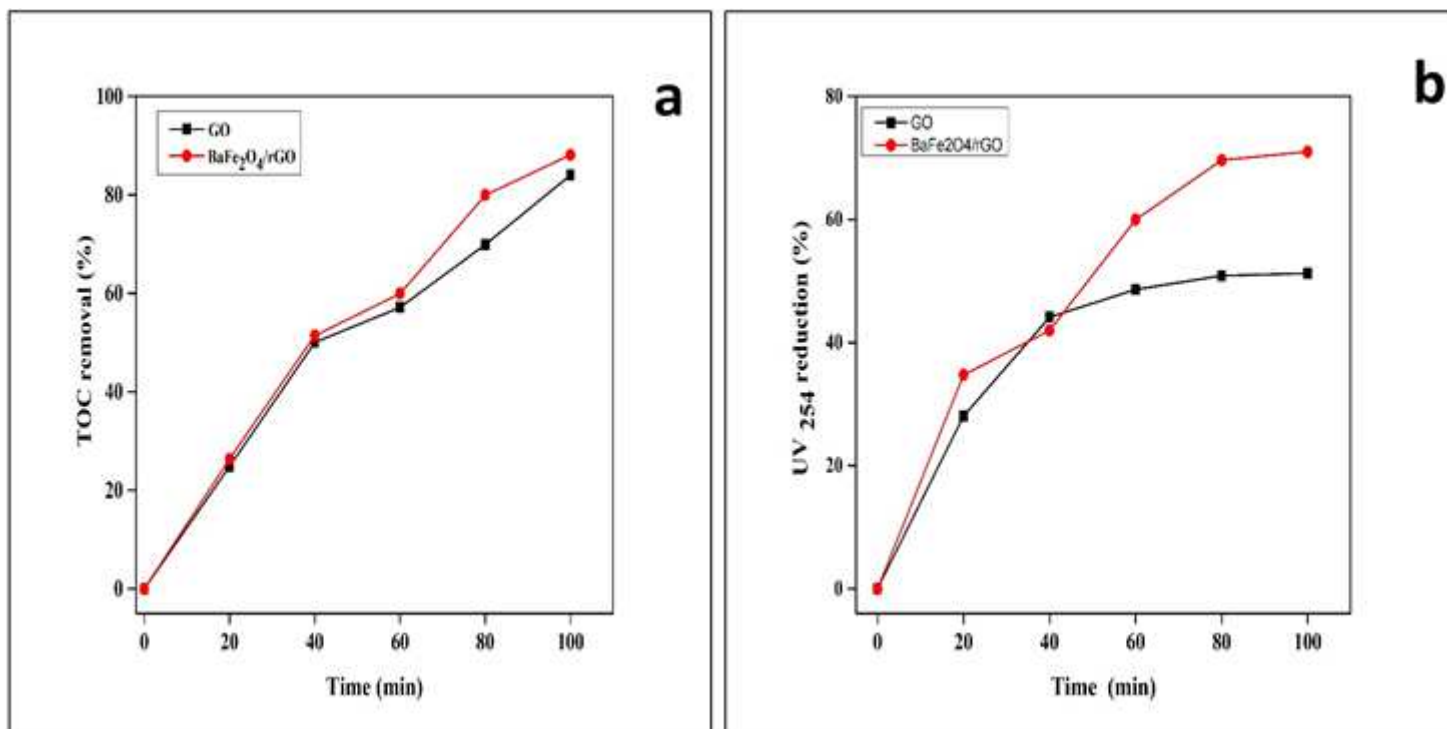 a
GO
BaFe₂O₄/rGO
TOC removal (%)
100
80
60
40
20
0
0 20 40 60 80 100
Time (min)
b
GO
BaFe2O4/rGO
UV ₂₅₄ reduction (%)
80
60
40
20
0
0 20 40 60 80 100
Time (min)